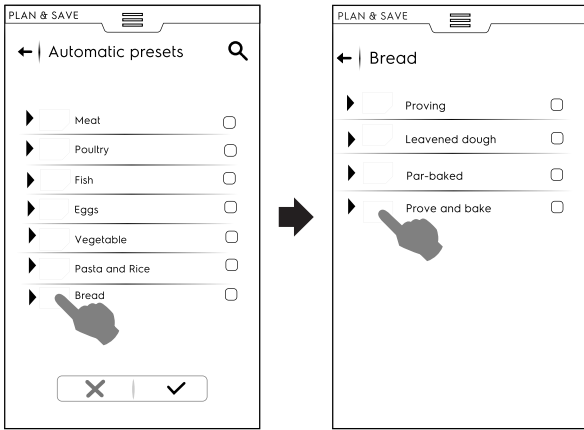 PLAN & SAVE
Automatic presets
Meat
Poultry
Fish
Eggs
Vegetable
Pasta and Rice
Bread
PLAN & SAVE
Bread
Proving
Leavened dough
Par-baked
Prove and bake